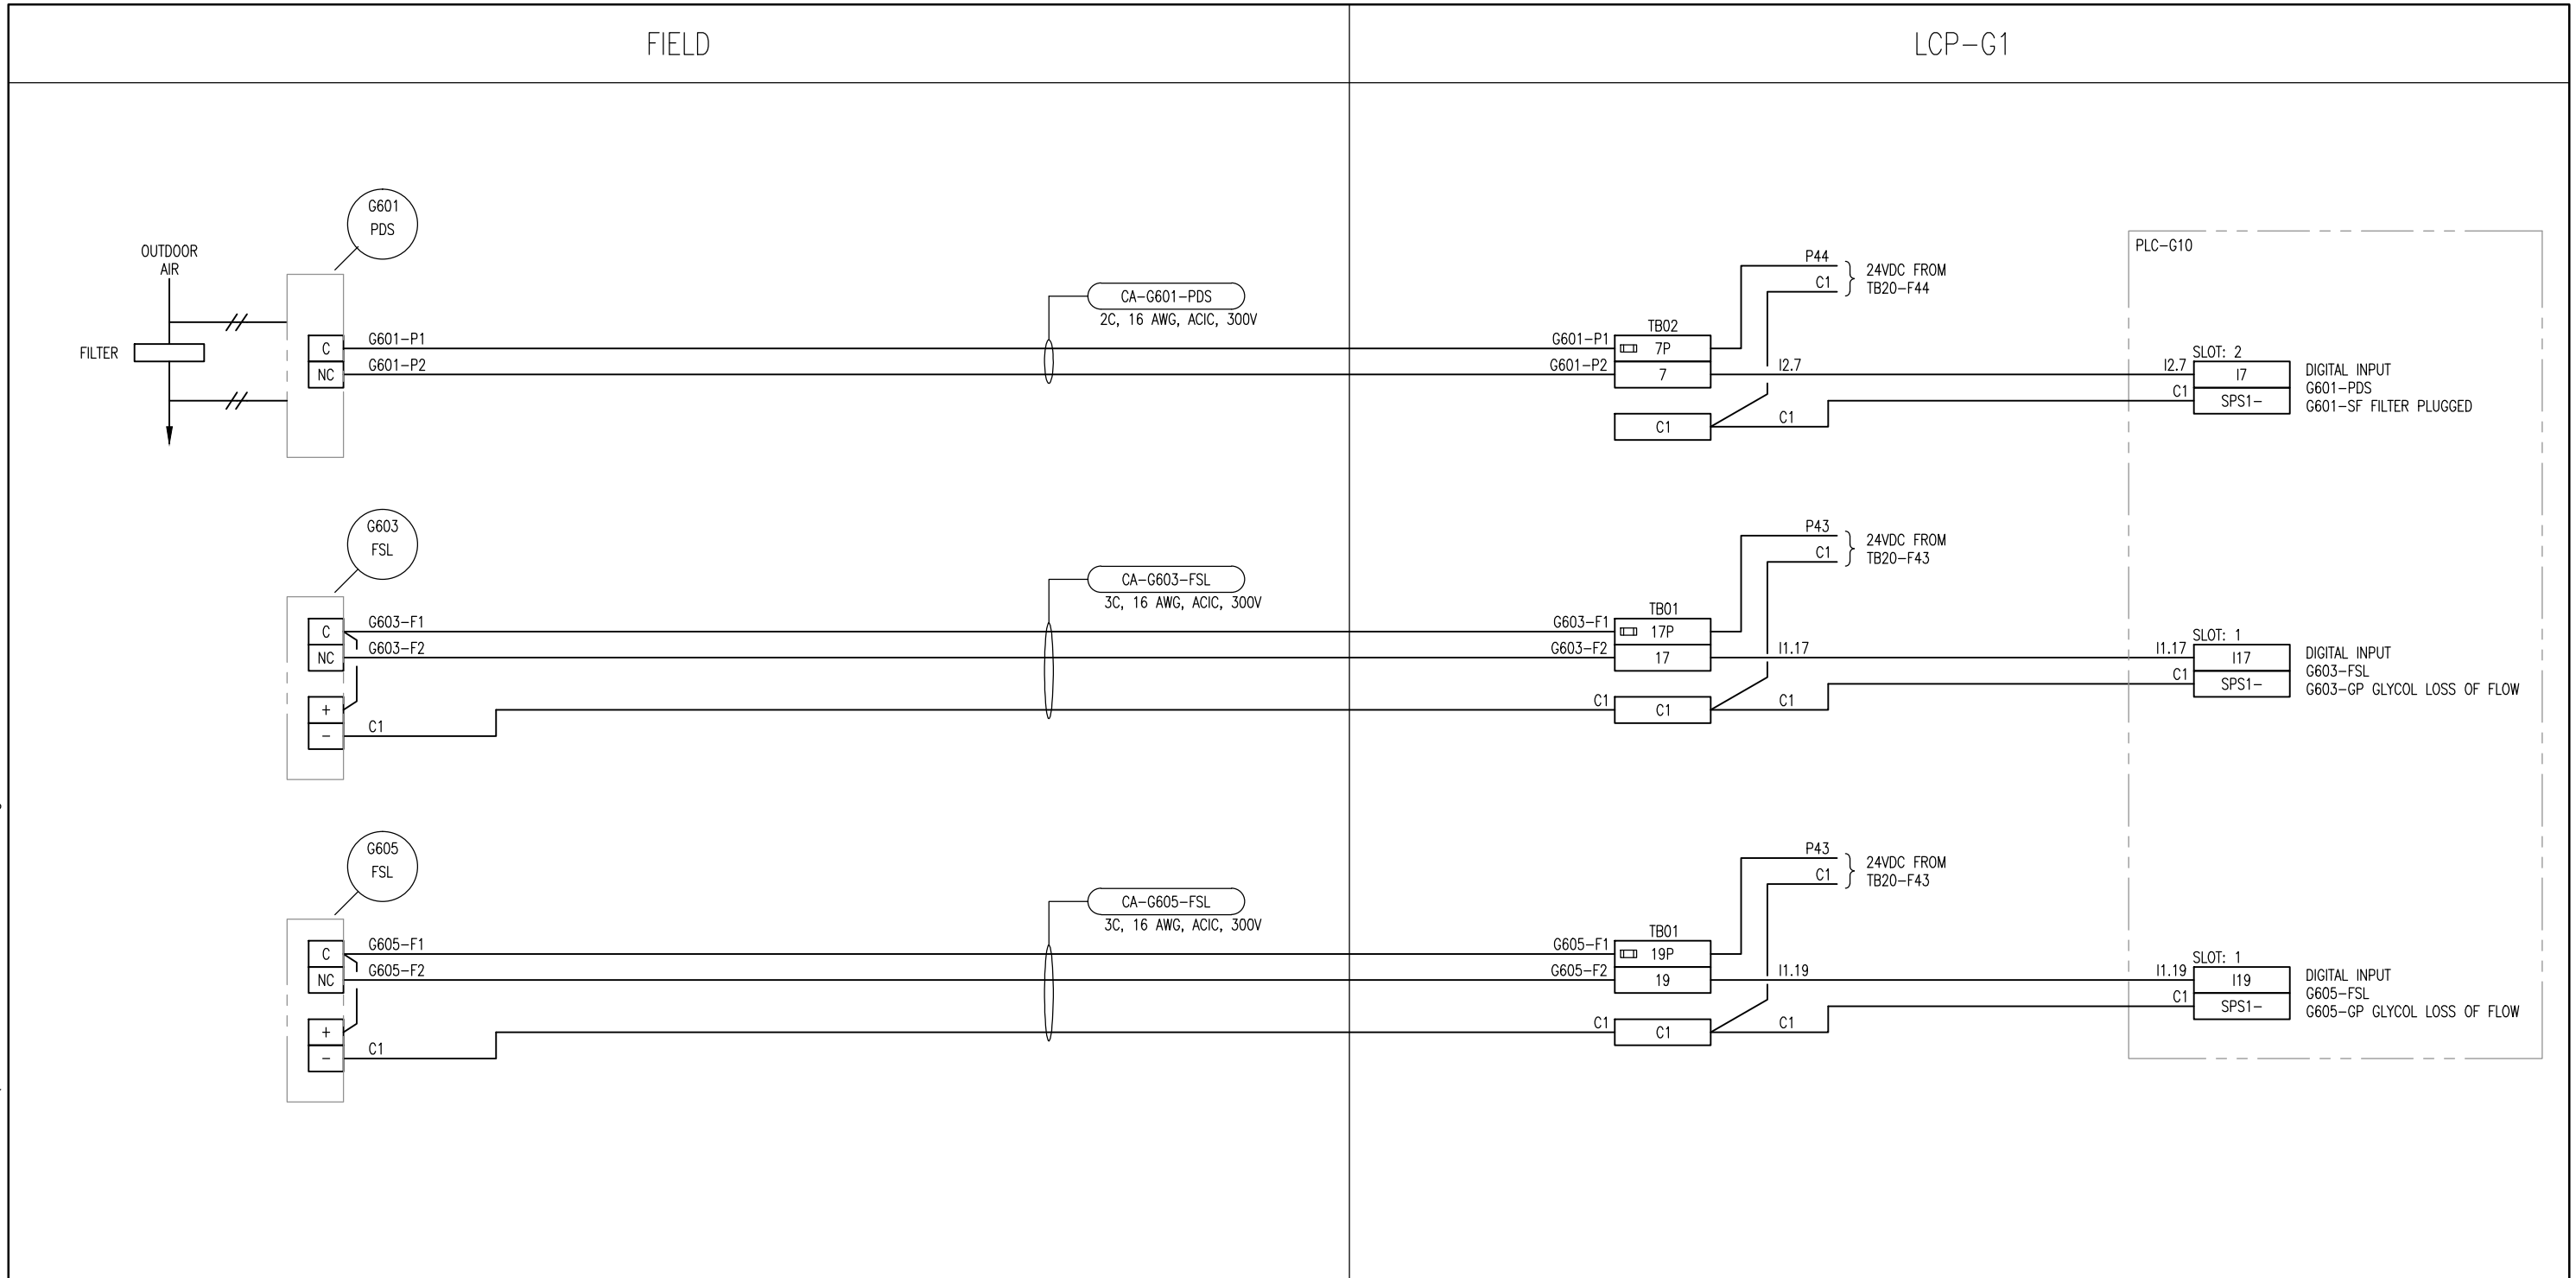 FIELD
LCP-G1
G601
PDS
OUTDOOR
AIR
FILTER
C
NC
G601-P1
G601-P2
CA-G601-PDS
2C, 16 AWG, ACIC, 300V
G601-P1
G601-P2
TB02
7P
7
C1
P44
C1
24VDC FROM
TB20-F44
I2.7
C1
PLC-G10
I2.7
C1
SLOT: 2
I7
SPS1-
DIGITAL INPUT
G601-PDS
G601-SF FILTER PLUGGED
G603
FSL
C
NC
+
-
G603-F1
G603-F2
C1
CA-G603-FSL
3C, 16 AWG, ACIC, 300V
G603-F1
G603-F2
C1
TB01
17P
17
C1
P43
C1
24VDC FROM
TB20-F43
I1.17
C1
I1.17
C1
SLOT: 1
I17
SPS1-
DIGITAL INPUT
G603-FSL
G603-GP GLYCOL LOSS OF FLOW
G605
FSL
C
NC
+
-
G605-F1
G605-F2
C1
CA-G605-FSL
3C, 16 AWG, ACIC, 300V
G605-F1
G605-F2
C1
TB01
19P
19
C1
P43
C1
24VDC FROM
TB20-F43
I1.19
C1
I1.19
C1
SLOT: 1
I19
SPS1-
DIGITAL INPUT
G605-FSL
G605-GP GLYCOL LOSS OF FLOW